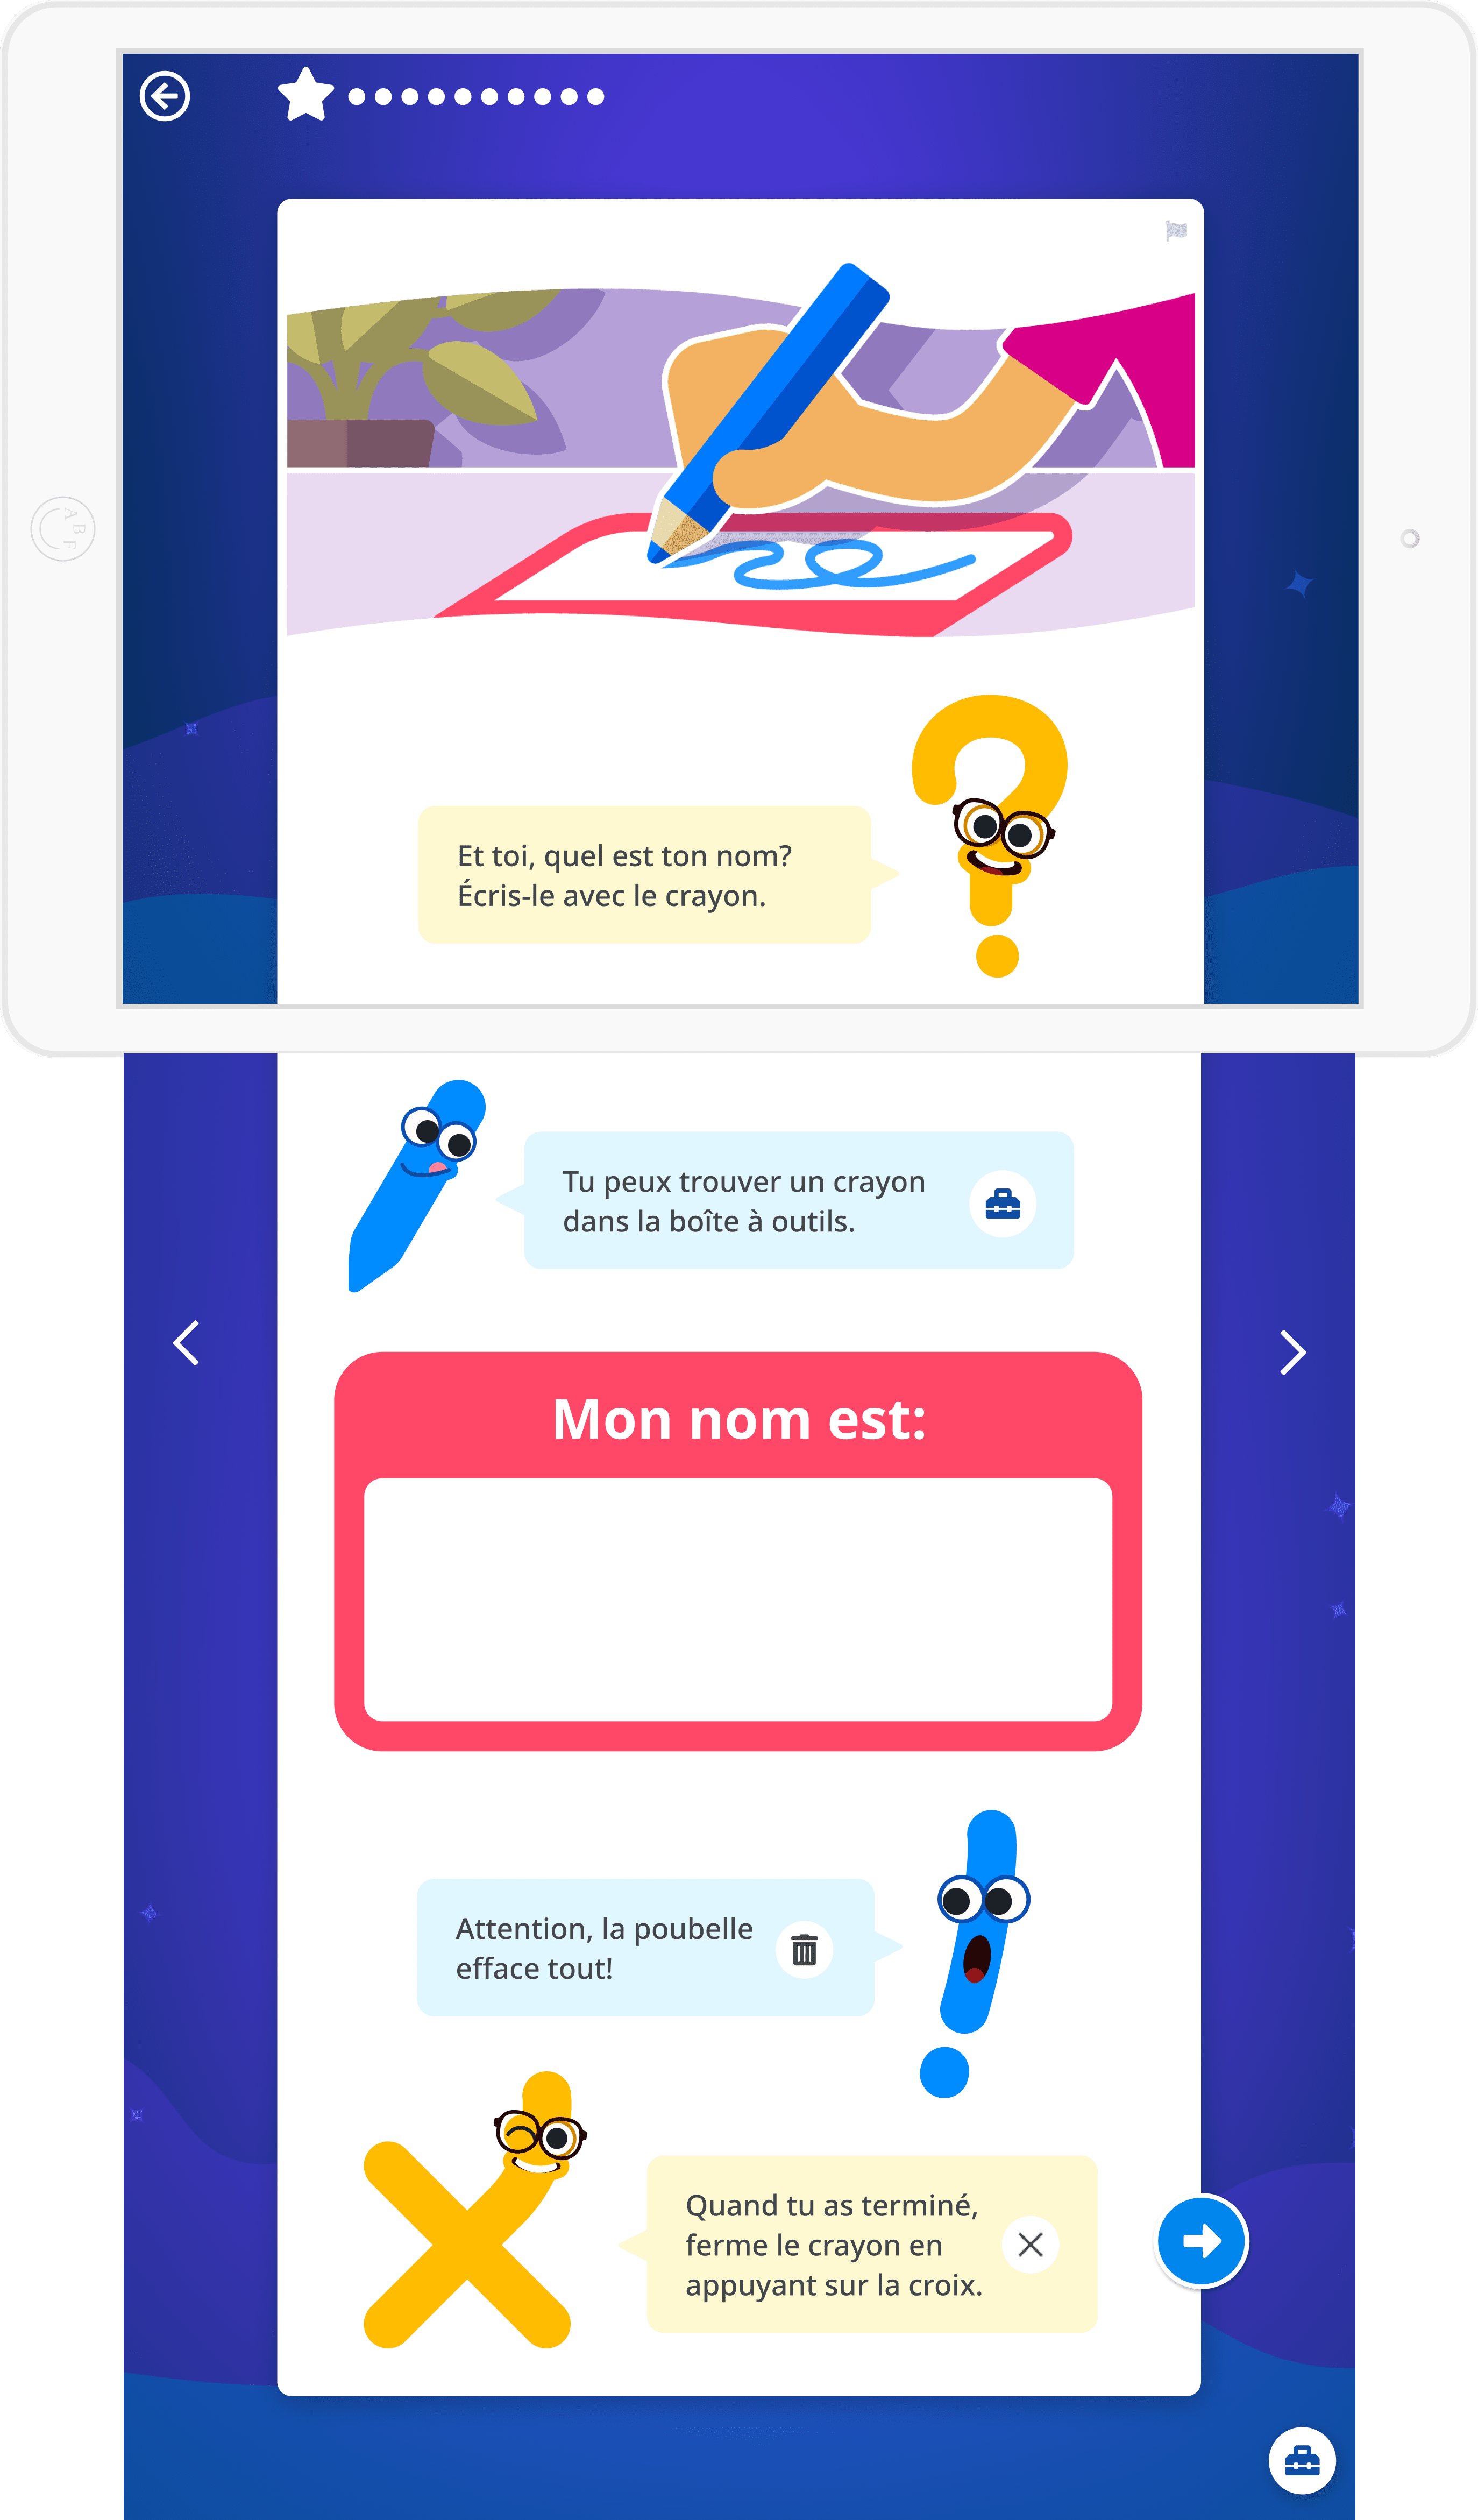 Et toi, quel est ton nom?
Écris-le avec le crayon.
Tu peux trouver un crayon
dans la boîte à outils.
Mon nom est:
Attention, la poubelle
efface tout!
Quand tu as terminé,
ferme le crayon en
appuyant sur la croix.